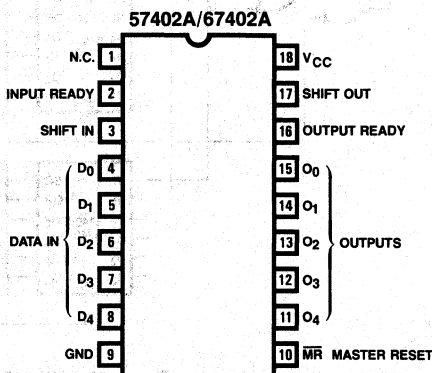 57402A/67402A
N.C. 1 18 VCC
INPUT READY 2 17 SHIFT OUT
SHIFT IN 3 16 OUTPUT READY
D0 4 15 O0
D1 5 14 O1
DATA IN D2 6 13 O2 OUTPUTS
D3 7 12 O3
D4 8 11 O4
GND 9 10 M̅R̅ MASTER RESET